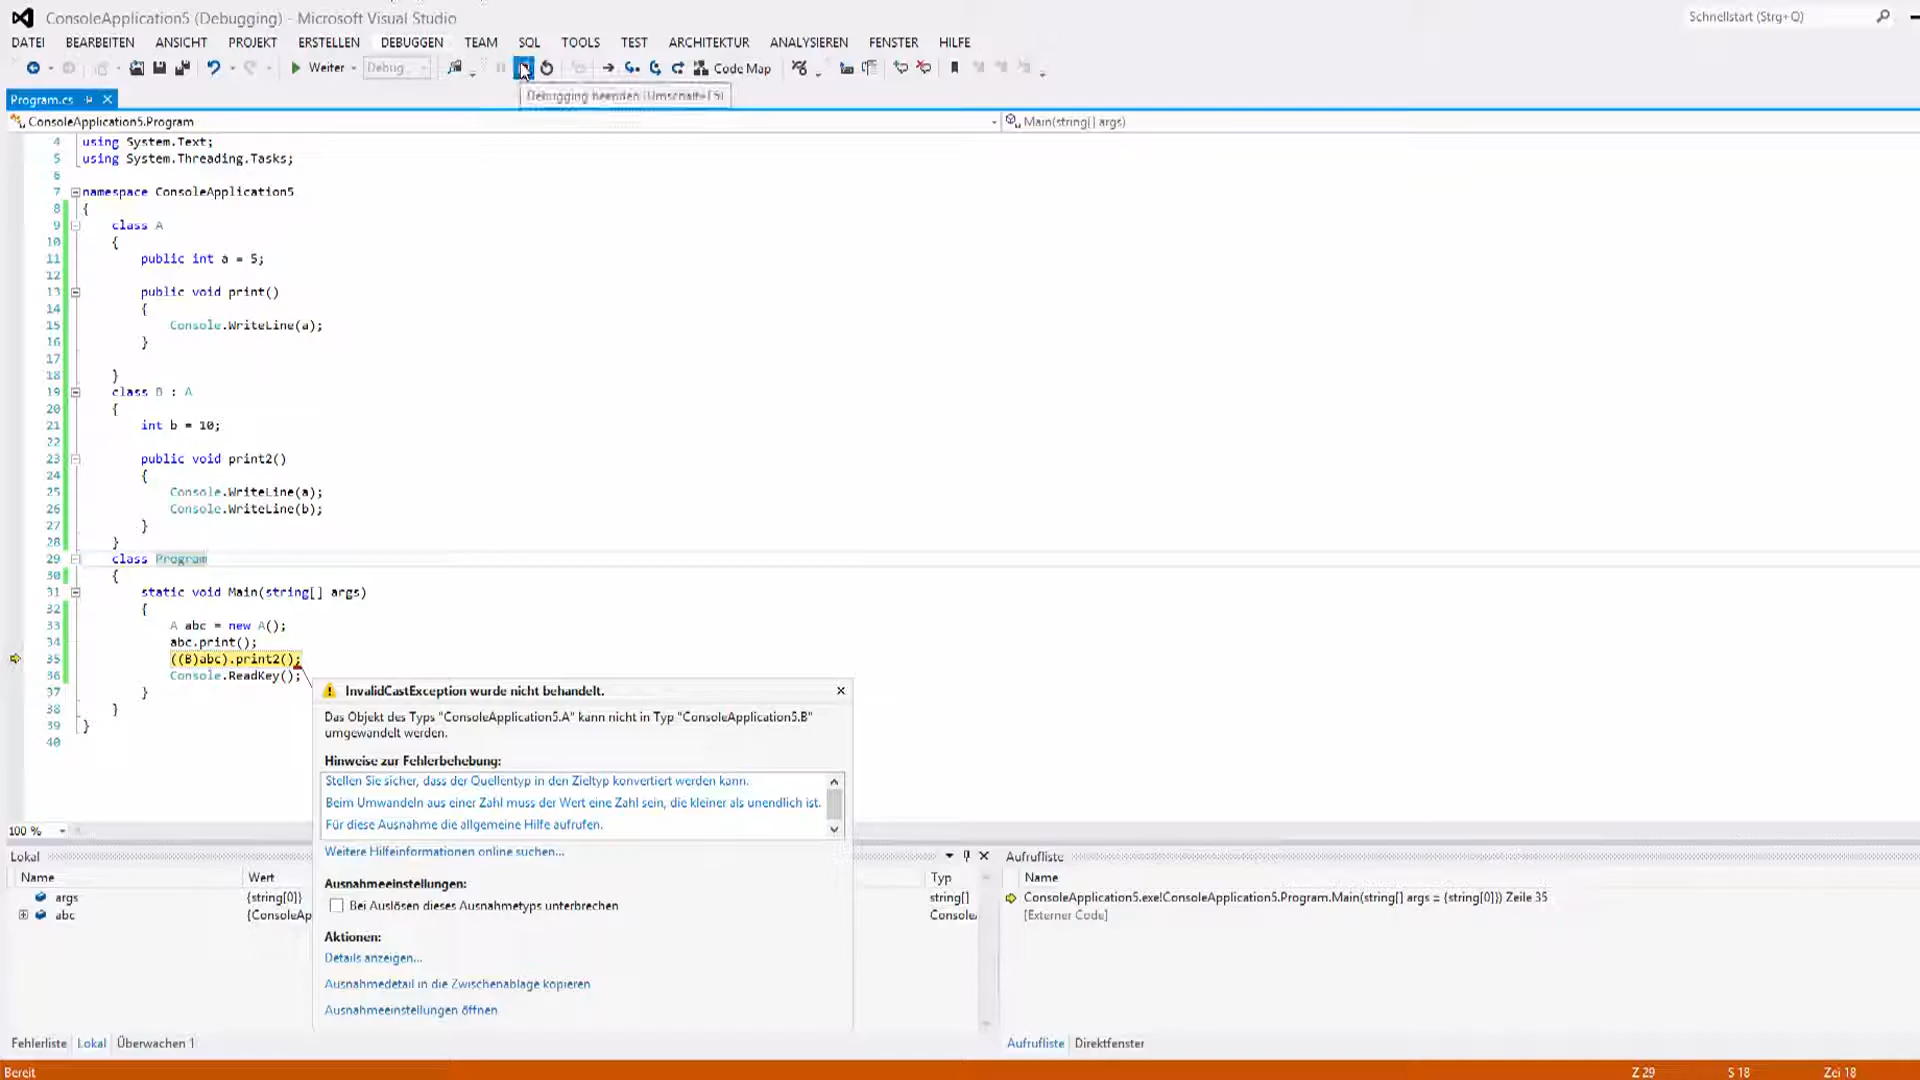 ConsoleApplication5 (Debugging) - Microsoft Visual Studio
Schnellstart (Strg+Q)
DATEI BEARBEITEN ANSICHT PROJEKT ERSTELLEN DEBUGGEN TEAM SQL TOOLS TEST ARCHITEKTUR ANALYSIEREN FENSTER HILFE
Weiter Debug Code Map
Debugging beenden (Umschalt+F5)
Program.cs
ConsoleApplication5.Program
Main(string[] args)
4 using System.Text;
5 using System.Threading.Tasks;
6
7 namespace ConsoleApplication5
8 {
9 class A
10 {
11 public int a = 5;
12
13 public void print()
14 {
15 Console.WriteLine(a);
16 }
17
18 }
19 class B : A
20 {
21 int b = 10;
22
23 public void print2()
24 {
25 Console.WriteLine(a);
26 Console.WriteLine(b);
27 }
28 }
29 class Program
30 {
31 static void Main(string[] args)
32 {
33 A abc = new A();
34 abc.print();
35 ((B)abc).print2();
36 Console.ReadKey();
37 }
38 }
39 }
40
InvalidCastException wurde nicht behandelt.
Das Objekt des Typs "ConsoleApplication5.A" kann nicht in Typ "ConsoleApplication5.B"
umgewandelt werden.
Hinweise zur Fehlerbehebung:
Stellen Sie sicher, dass der Quellentyp in den Zieltyp konvertiert werden kann.
Beim Umwandeln aus einer Zahl muss der Wert eine Zahl sein, die kleiner als unendlich ist.
Für diese Ausnahme die allgemeine Hilfe aufrufen.
Weitere Hilfeinformationen online suchen...
Ausnahmeeinstellungen:
Bei Auslösen dieses Ausnahmetyps unterbrechen
Aktionen:
Details anzeigen...
Ausnahmedetail in die Zwischenablage kopieren
Ausnahmeeinstellungen öffnen
100 %
Lokal
Name Wert Typ
args {string[0]} string[]
abc {ConsoleAp Console
Aufrufliste
Name
ConsoleApplication5.exe!ConsoleApplication5.Program.Main(string[] args = {string[0]}) Zeile 35
[Externer Code]
Fehlerliste Lokal Überwachen 1
Aufrufliste Direktfenster
Bereit
Z 29 S 18 Zei 18